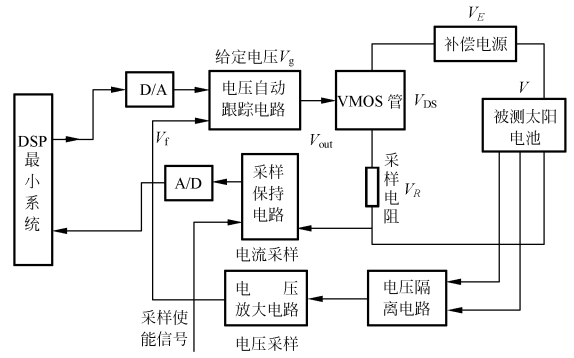 V_E
补偿电源
给定电压V_g
D/A
电压自动
跟踪电路
VMOS 管
V_DS
V
被测太阳
电池
DSP
最
小
系
统
V_f
V_out
A/D
采样
保持
电路
采
样
电
阻
V_R
电流采样
电 压
放大电路
电压隔
离电路
采样使
能信号
电压采样